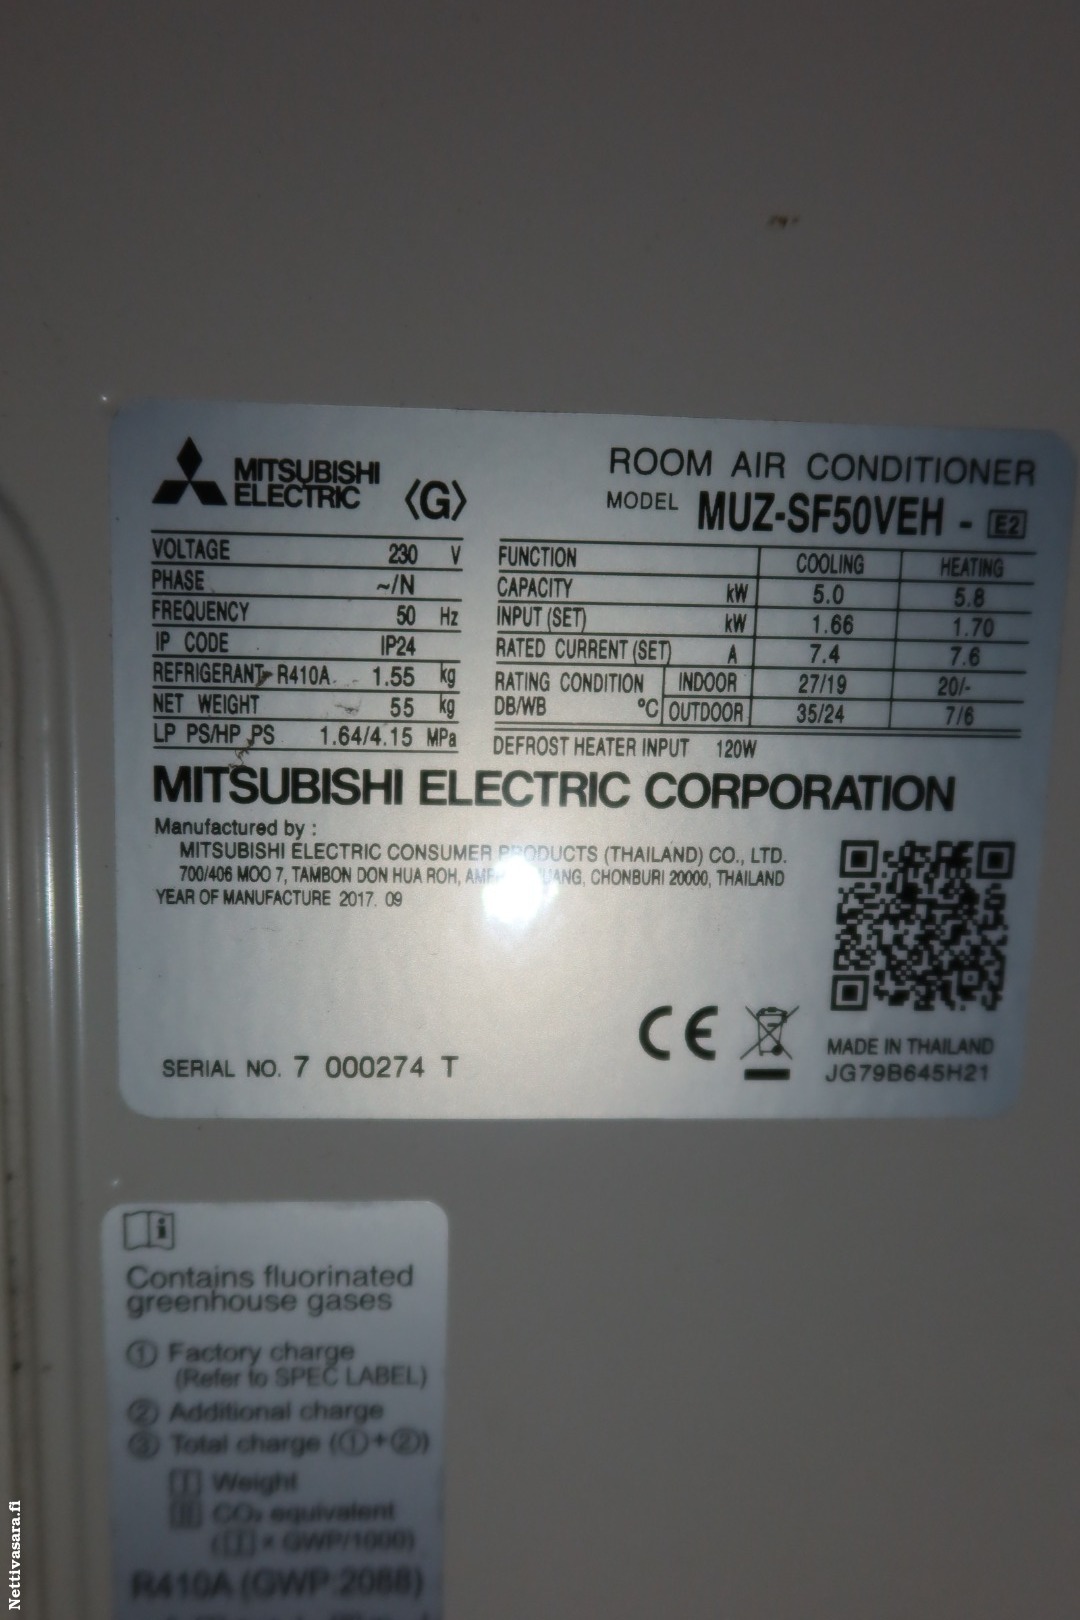 MITSUBISHI
ELECTRIC
〈G〉
ROOM AIR CONDITIONER
MODEL MUZ-SF50VEH - E2
VOLTAGE 230 V
PHASE ~/N
FREQUENCY 50 Hz
IP CODE IP24
REFRIGERANT R410A 1.55 kg
NET WEIGHT 55 kg
LP PS/HP PS 1.64/4.15 MPa
FUNCTION COOLING HEATING
CAPACITY kW 5.0 5.8
INPUT (SET) kW 1.66 1.70
RATED CURRENT (SET) A 7.4 7.6
RATING CONDITION INDOOR 27/19 20/-
DB/WB °C OUTDOOR 35/24 7/6
DEFROST HEATER INPUT 120W
MITSUBISHI ELECTRIC CORPORATION
Manufactured by :
MITSUBISHI ELECTRIC CONSUMER PRODUCTS (THAILAND) CO., LTD.
700/406 MOO 7, TAMBON DON HUA ROH, CHONBURI 20000, THAILAND
YEAR OF MANUFACTURE 2017. 09
CE
SERIAL NO. 7 000274 T
MADE IN THAILAND
JG79B645H21
i
Contains fluorinated
greenhouse gases
① Factory charge
(Refer to SPEC LABEL)
② Additional charge
③ Total charge (①+②)
Weight
CO₂ equivalent
× GWP/1000)
R410A (GWP:2088)
Nettivasara.fi